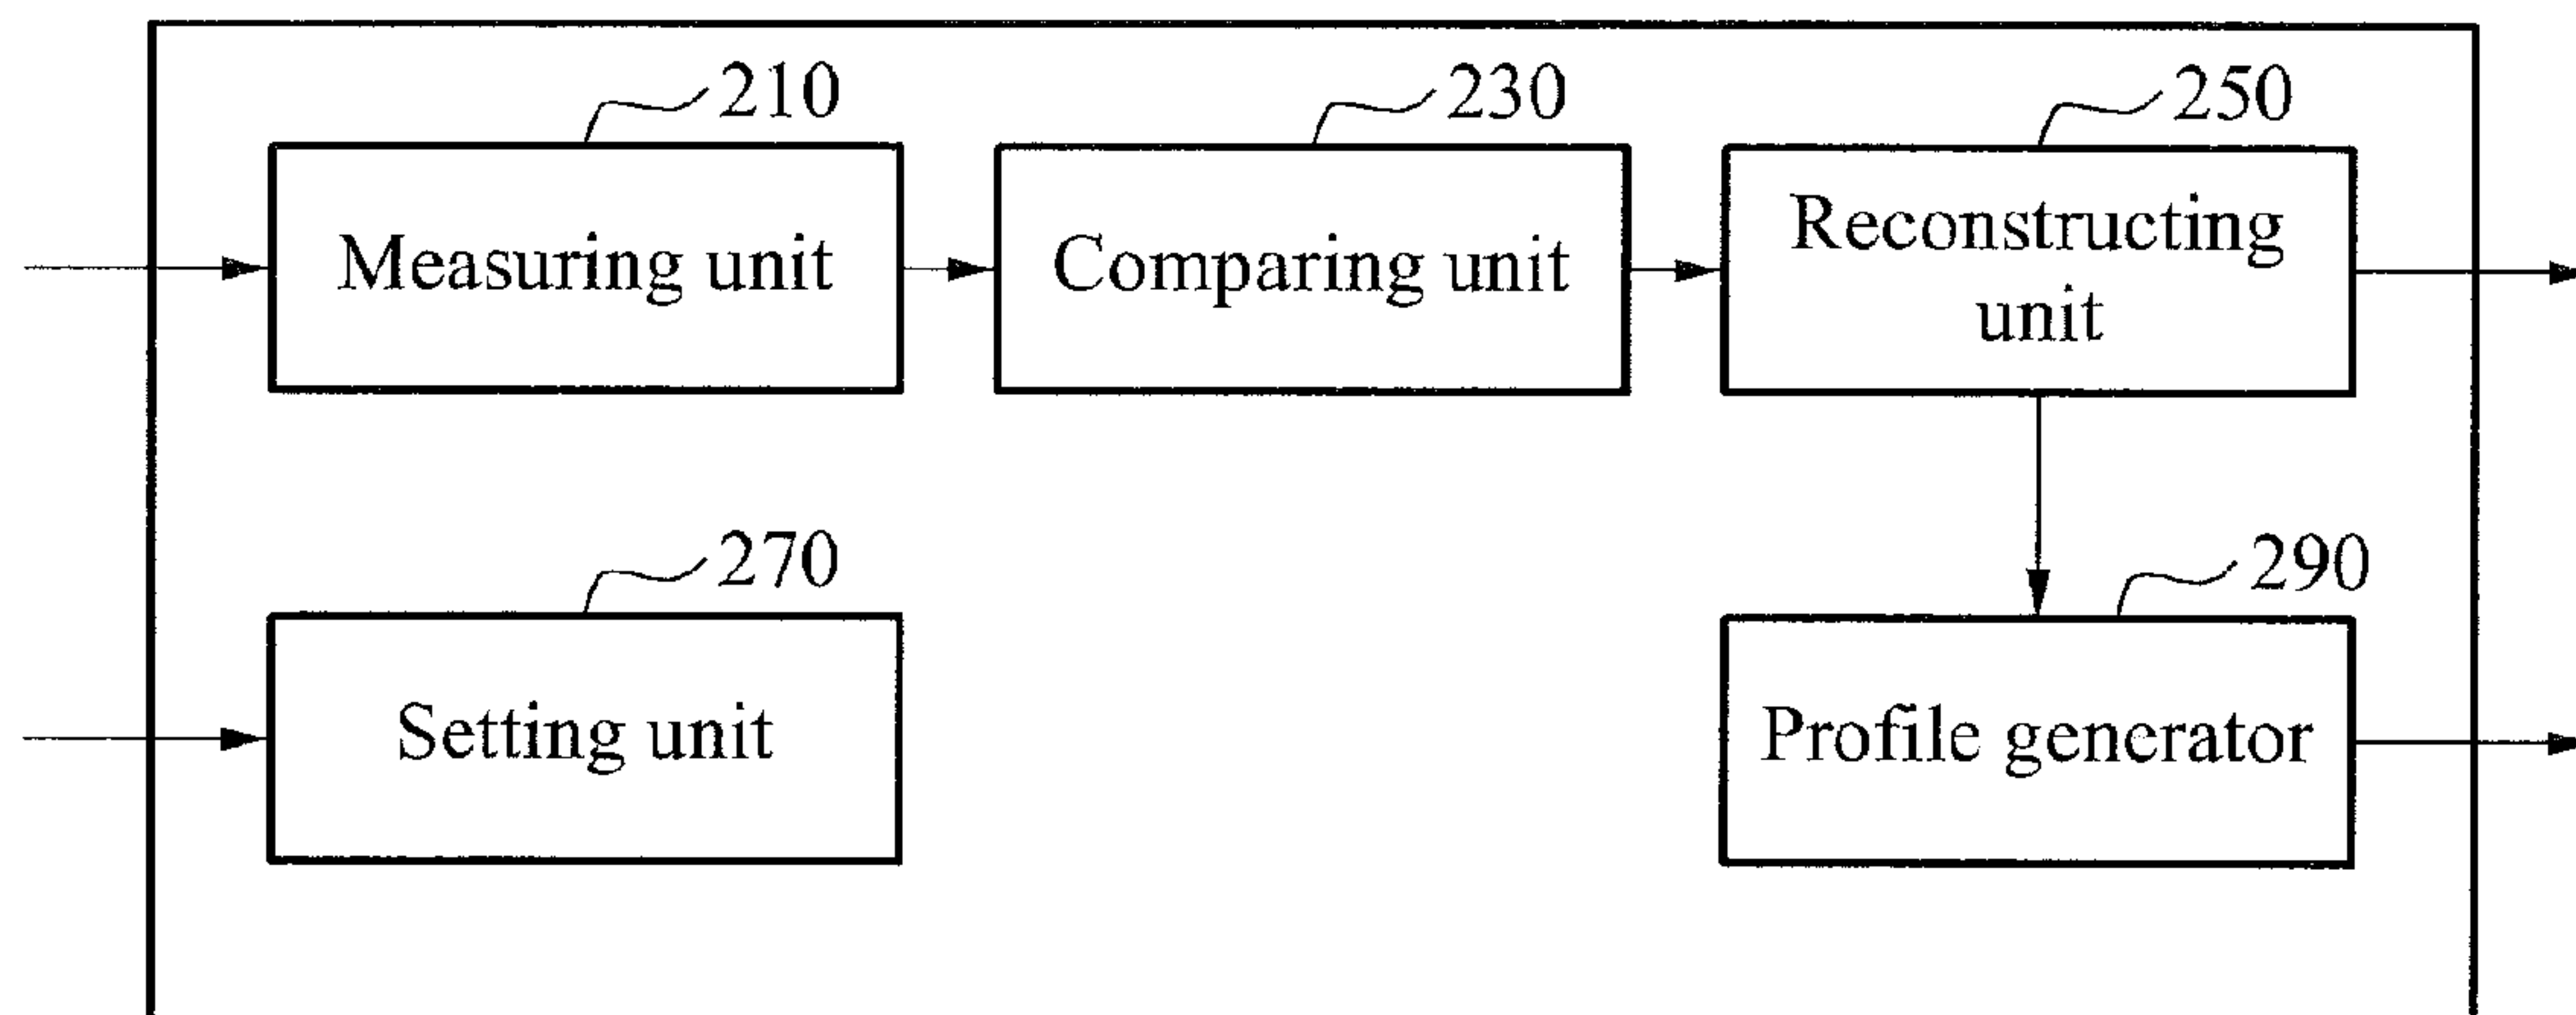 210
230
250
Measuring unit
Comparing unit
Reconstructing
unit
270
290
Setting unit
Profile generator